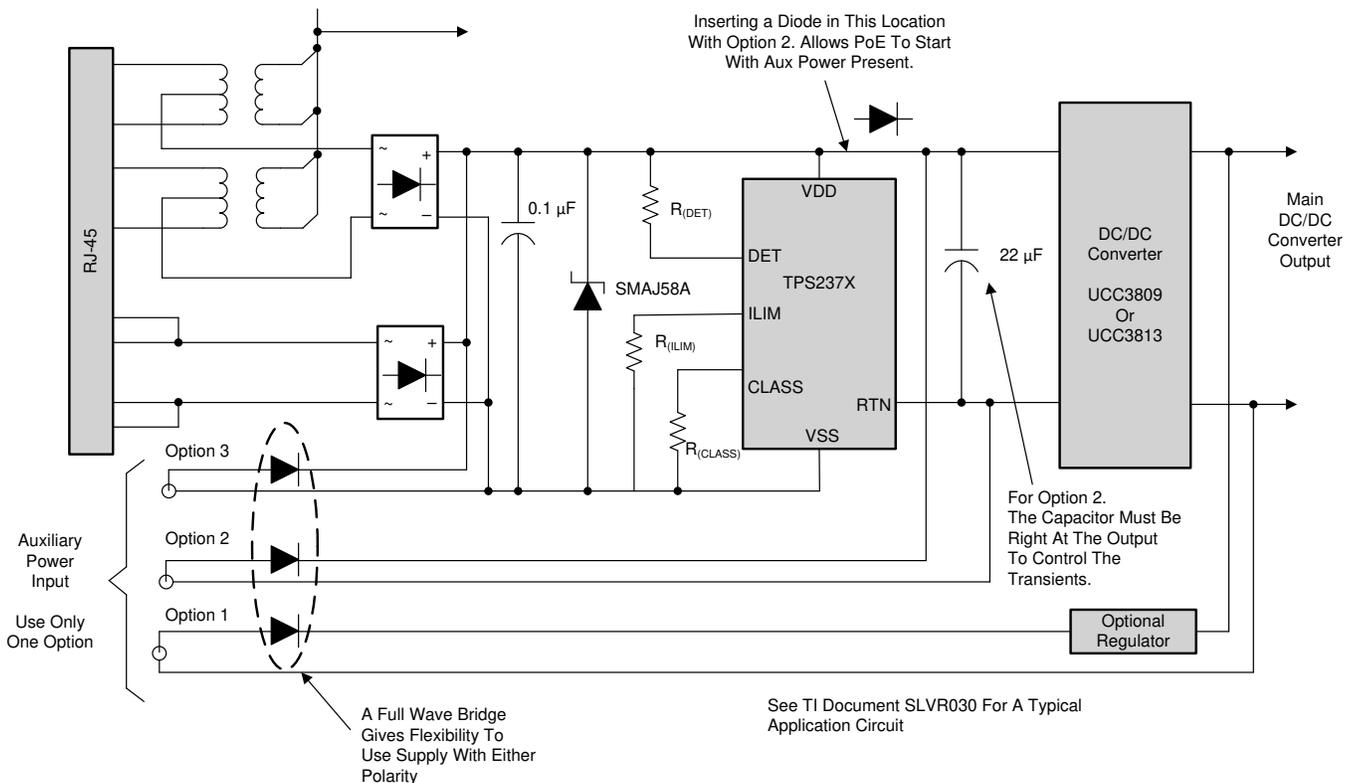 Inserting a Diode in This Location
With Option 2. Allows PoE To Start
With Aux Power Present.
RJ-45
~
+
~
−
0.1 µF
SMAJ58A
R(DET)
R(ILIM)
R(CLASS)
VDD
DET
TPS237X
ILIM
CLASS
RTN
VSS
22 µF
DC/DC
Converter
UCC3809
Or
UCC3813
Main
DC/DC
Converter
Output
~
+
~
−
Option 3
Option 2
Option 1
Auxiliary
Power
Input
Use Only
One Option
For Option 2.
The Capacitor Must Be
Right At The Output
To Control The
Transients.
Optional
Regulator
A Full Wave Bridge
Gives Flexibility To
Use Supply With Either
Polarity
See TI Document SLVR030 For A Typical
Application Circuit